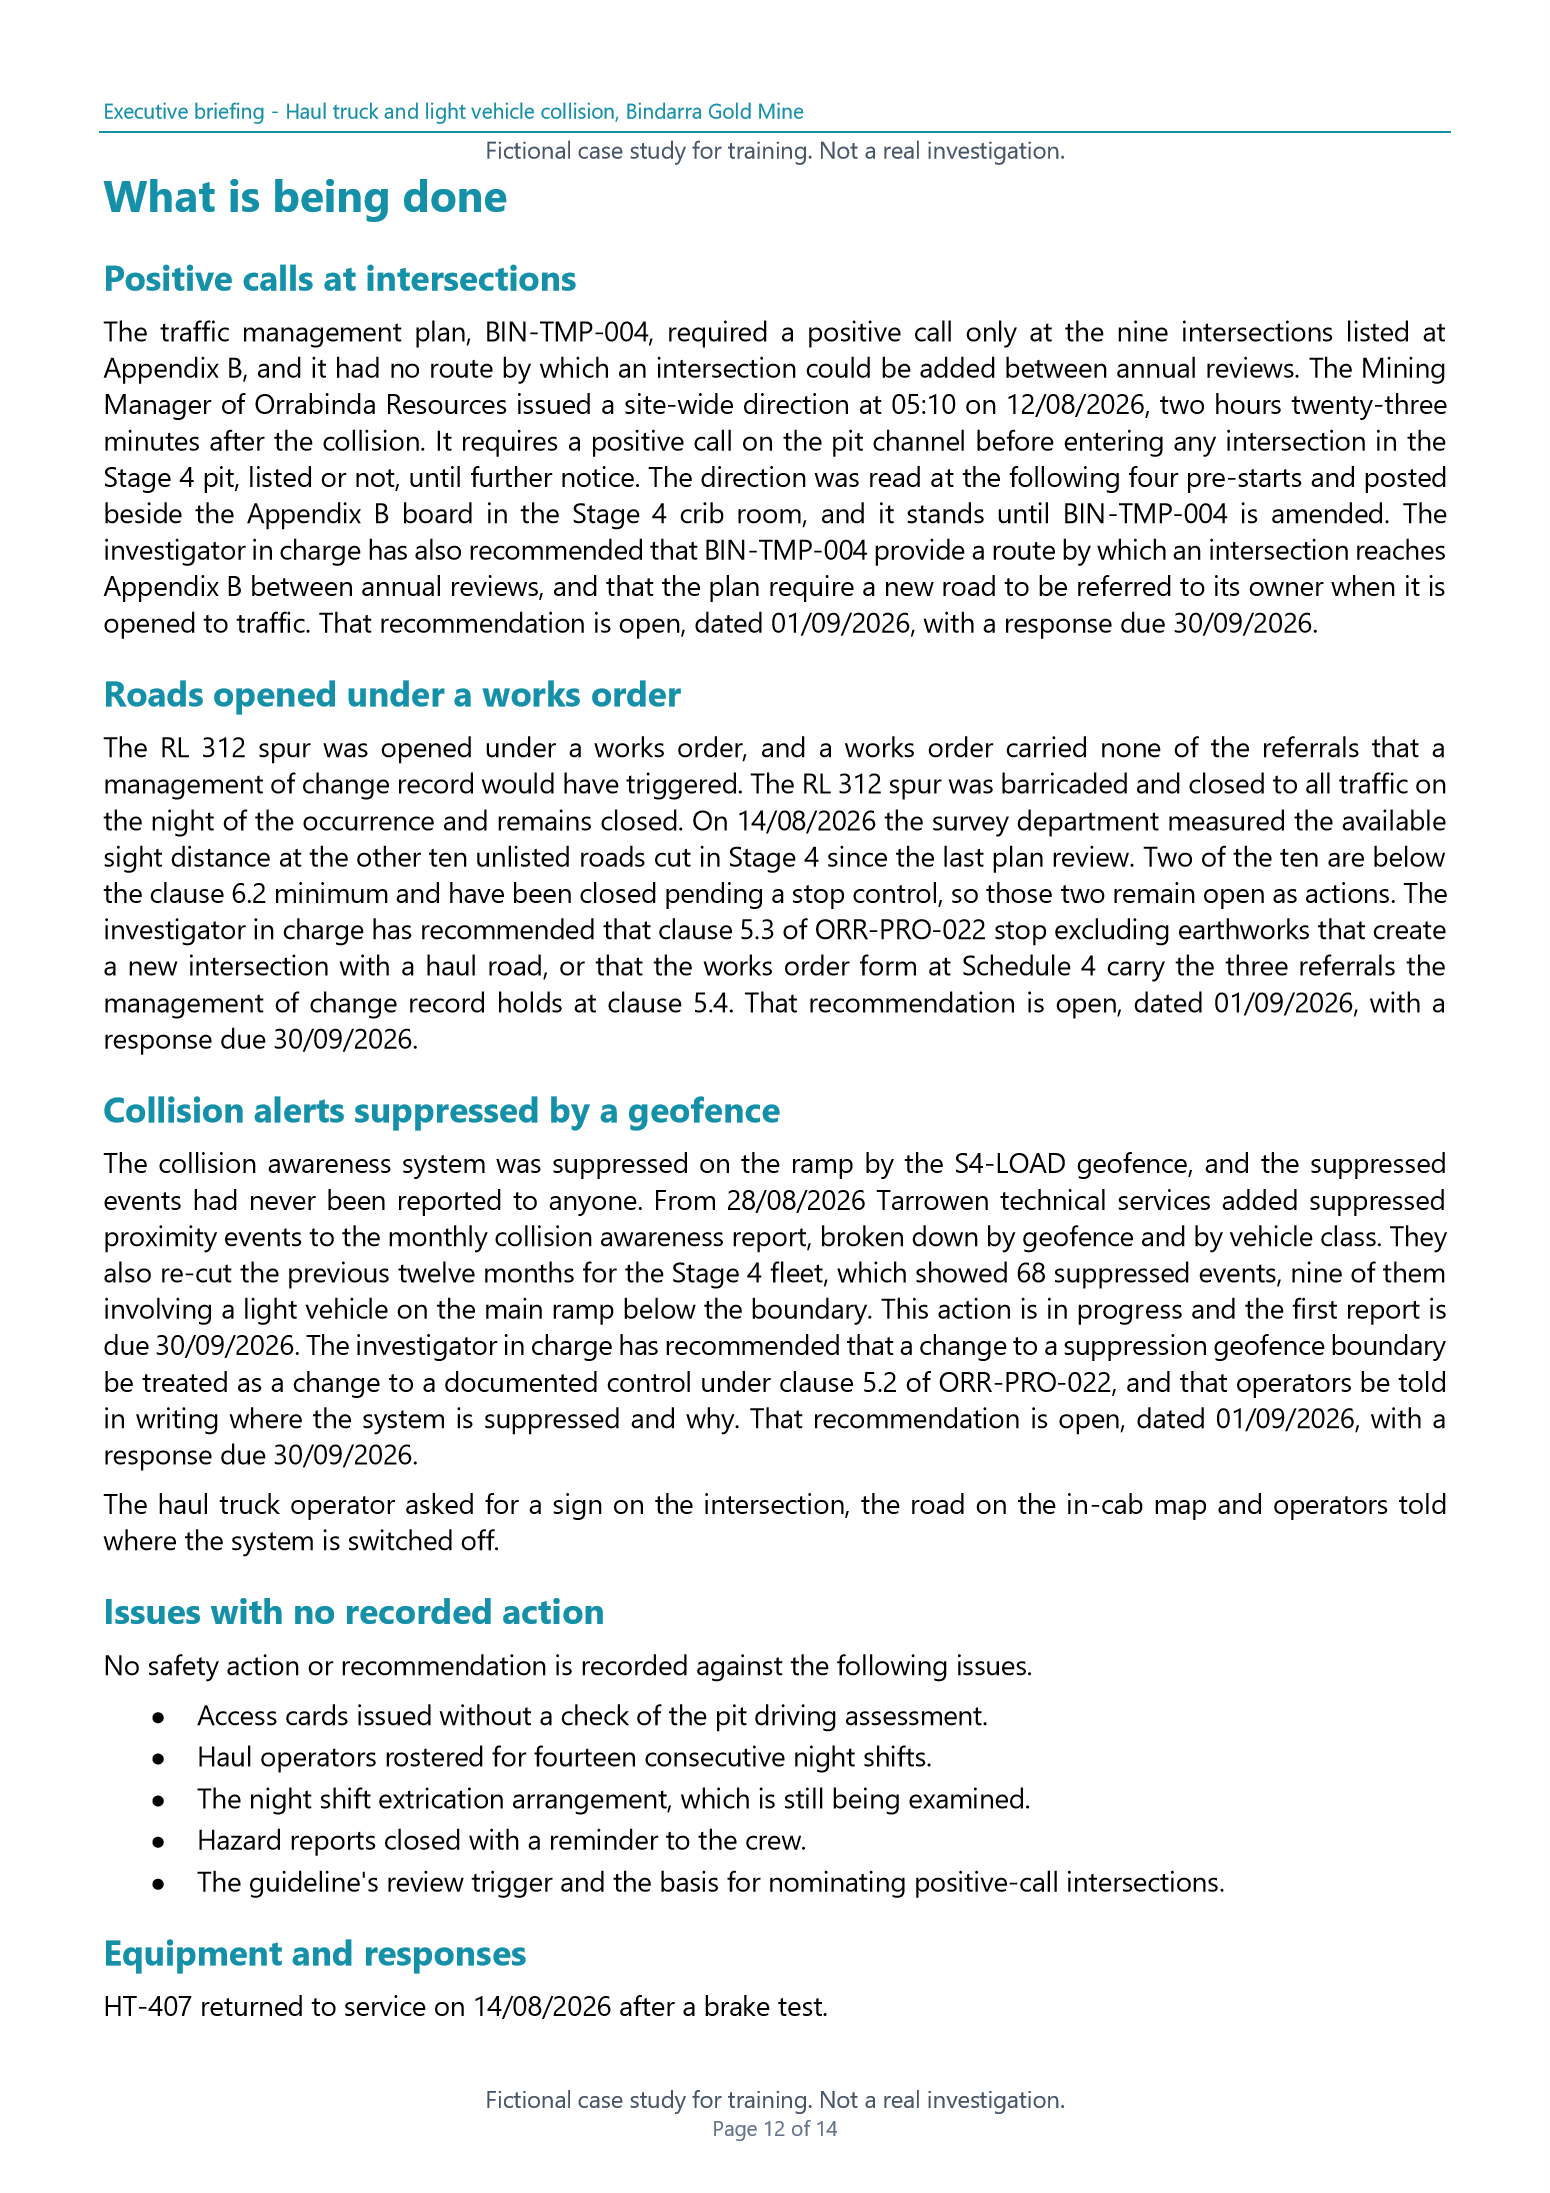 Executive briefing - Haul truck and light vehicle collision, Bindarra Gold Mine
Fictional case study for training. Not a real investigation.
What is being done
Positive calls at intersections
The traffic management plan, BIN-TMP-004, required a positive call only at the nine intersections listed at
Appendix B, and it had no route by which an intersection could be added between annual reviews. The Mining
Manager of Orrabinda Resources issued a site-wide direction at 05:10 on 12/08/2026, two hours twenty-three
minutes after the collision. It requires a positive call on the pit channel before entering any intersection in the
Stage 4 pit, listed or not, until further notice. The direction was read at the following four pre-starts and posted
beside the Appendix B board in the Stage 4 crib room, and it stands until BIN-TMP-004 is amended. The
investigator in charge has also recommended that BIN-TMP-004 provide a route by which an intersection reaches
Appendix B between annual reviews, and that the plan require a new road to be referred to its owner when it is
opened to traffic. That recommendation is open, dated 01/09/2026, with a response due 30/09/2026.
Roads opened under a works order
The RL 312 spur was opened under a works order, and a works order carried none of the referrals that a
management of change record would have triggered. The RL 312 spur was barricaded and closed to all traffic on
the night of the occurrence and remains closed. On 14/08/2026 the survey department measured the available
sight distance at the other ten unlisted roads cut in Stage 4 since the last plan review. Two of the ten are below
the clause 6.2 minimum and have been closed pending a stop control, so those two remain open as actions. The
investigator in charge has recommended that clause 5.3 of ORR-PRO-022 stop excluding earthworks that create
a new intersection with a haul road, or that the works order form at Schedule 4 carry the three referrals the
management of change record holds at clause 5.4. That recommendation is open, dated 01/09/2026, with a
response due 30/09/2026.
Collision alerts suppressed by a geofence
The collision awareness system was suppressed on the ramp by the S4-LOAD geofence, and the suppressed
events had never been reported to anyone. From 28/08/2026 Tarrowen technical services added suppressed
proximity events to the monthly collision awareness report, broken down by geofence and by vehicle class. They
also re-cut the previous twelve months for the Stage 4 fleet, which showed 68 suppressed events, nine of them
involving a light vehicle on the main ramp below the boundary. This action is in progress and the first report is
due 30/09/2026. The investigator in charge has recommended that a change to a suppression geofence boundary
be treated as a change to a documented control under clause 5.2 of ORR-PRO-022, and that operators be told
in writing where the system is suppressed and why. That recommendation is open, dated 01/09/2026, with a
response due 30/09/2026.
The haul truck operator asked for a sign on the intersection, the road on the in-cab map and operators told
where the system is switched off.
Issues with no recorded action
No safety action or recommendation is recorded against the following issues.
● Access cards issued without a check of the pit driving assessment.
● Haul operators rostered for fourteen consecutive night shifts.
● The night shift extrication arrangement, which is still being examined.
● Hazard reports closed with a reminder to the crew.
● The guideline's review trigger and the basis for nominating positive-call intersections.
Equipment and responses
HT-407 returned to service on 14/08/2026 after a brake test.
Fictional case study for training. Not a real investigation.
Page 12 of 14